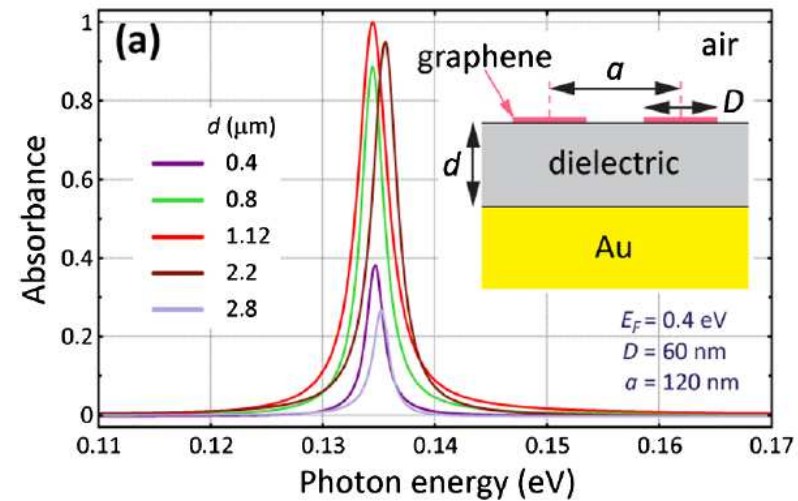 (a)
air
graphene
a
D
d
dielectric
Au
d (μm)
0.4
0.8
1.12
2.2
2.8
E_F = 0.4 eV
D = 60 nm
a = 120 nm
Absorbance
1
0.8
0.6
0.4
0.2
0
0.11 0.12 0.13 0.14 0.15 0.16 0.17
Photon energy (eV)